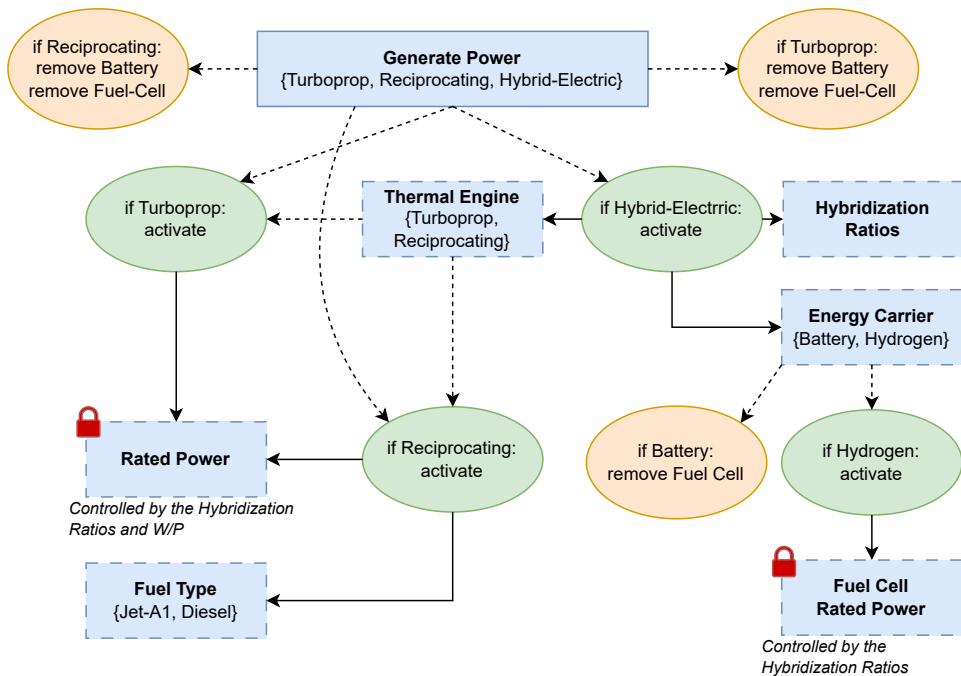 if Reciprocating:
remove Battery
remove Fuel-Cell
Generate Power
{Turboprop, Reciprocating, Hybrid-Electric}
if Turboprop:
remove Battery
remove Fuel-Cell
if Turboprop:
activate
Thermal Engine
{Turboprop,
Reciprocating}
if Hybrid-Electrric:
activate
Hybridization
Ratios
Energy Carrier
{Battery, Hydrogen}
Rated Power
Controlled by the Hybridization
Ratios and W/P
if Reciprocating:
activate
if Battery:
remove Fuel Cell
if Hydrogen:
activate
Fuel Type
{Jet-A1, Diesel}
Fuel Cell
Rated Power
Controlled by the
Hybridization Ratios